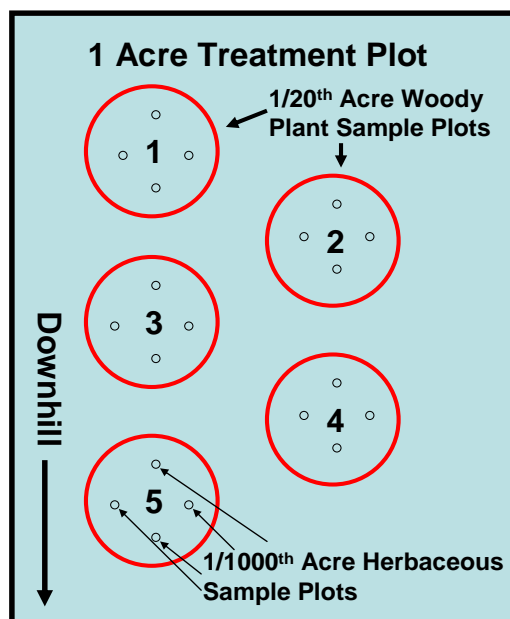 1 Acre Treatment Plot
1/20th Acre Woody
Plant Sample Plots
1
2
3
4
5
Downhill
1/1000th Acre Herbaceous
Sample Plots